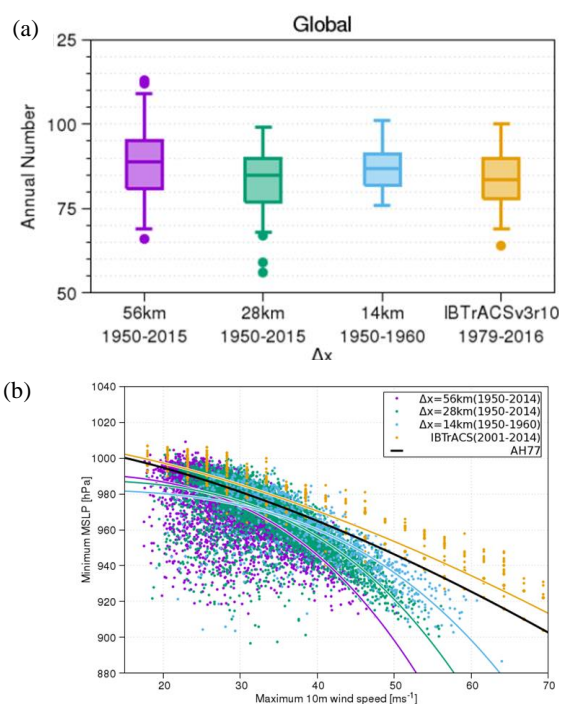 (a)
Global
25
100
75
50
Annual Number
56km 28km 14km IBTrACSv3r10
1950-2015 1950-2015 1950-1960 1979-2016
Δx
(b)
1040
1020
1000
980
960
940
920
900
880
Minimum MSLP [hPa]
Δx=56km(1950-2014)
Δx=28km(1950-2014)
Δx=14km(1950-1960)
IBTrACS(2001-2014)
AH77
20 30 40 50 60 70
Maximum 10m wind speed [ms⁻¹]